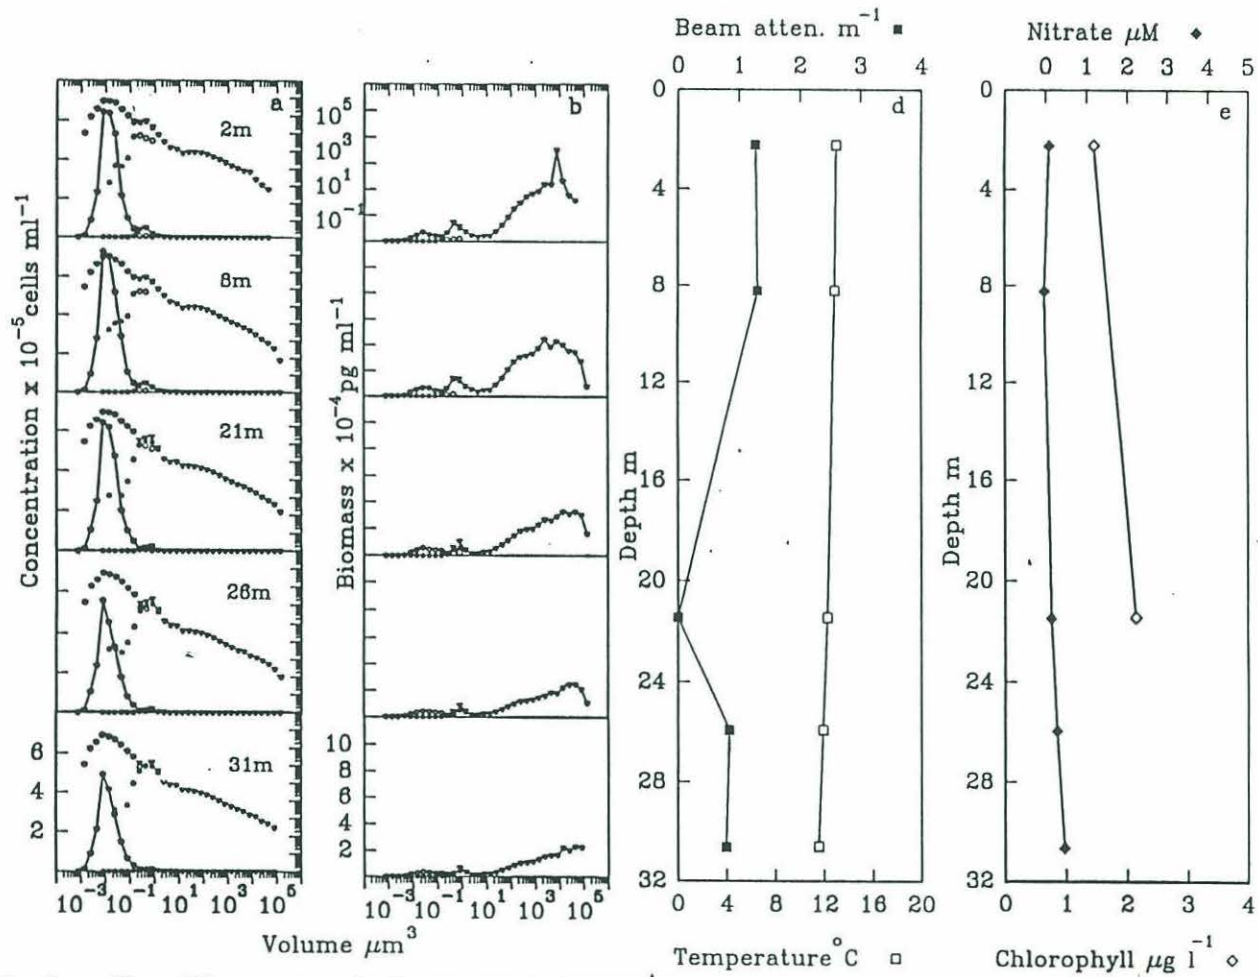 Beam atten. m⁻¹ ■
Nitrate µM ◆
0 1 2 3 4
0 1 2 3 4 5
a
b
d
e
2m
8m
21m
26m
31m
Concentration x 10⁻⁵ cells ml⁻¹
6
4
2
10⁻³ 10⁻¹ 10¹ 10³ 10⁵
10⁵
10³
10¹
10⁻¹
Biomass x 10⁻⁴ pg ml⁻¹
10
8
6
4
2
10⁻³ 10⁻¹ 10¹ 10³ 10⁵
Volume µm³
Depth m
0
4
8
12
16
20
24
28
32
0 4 8 12 16 20
Temperature °C □
Depth m
0
4
8
12
16
20
24
28
32
0 1 2 3 4
Chlorophyll µg l⁻¹ ◇